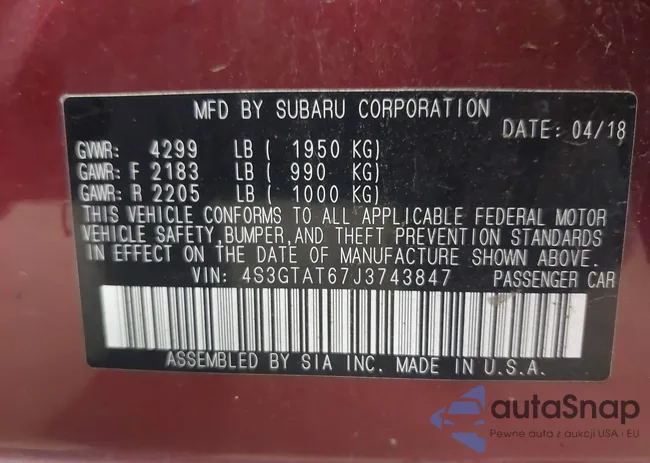 MFD BY SUBARU CORPORATION
DATE: 04/18
GVWR: 4299 LB ( 1950 KG)
GAWR: F 2183 LB ( 990 KG)
GAWR: R 2205 LB ( 1000 KG)
THIS VEHICLE CONFORMS TO ALL APPLICABLE FEDERAL MOTOR
VEHICLE SAFETY,BUMPER,AND THEFT PREVENTION STANDARDS
IN EFFECT ON THE DATE OF MANUFACTURE SHOWN ABOVE.
VIN: 4S3GTAT67J3743847 PASSENGER CAR
ASSEMBLED BY SIA INC. MADE IN U.S.A.
autaSnap
Pewne auta z aukcji USA i EU